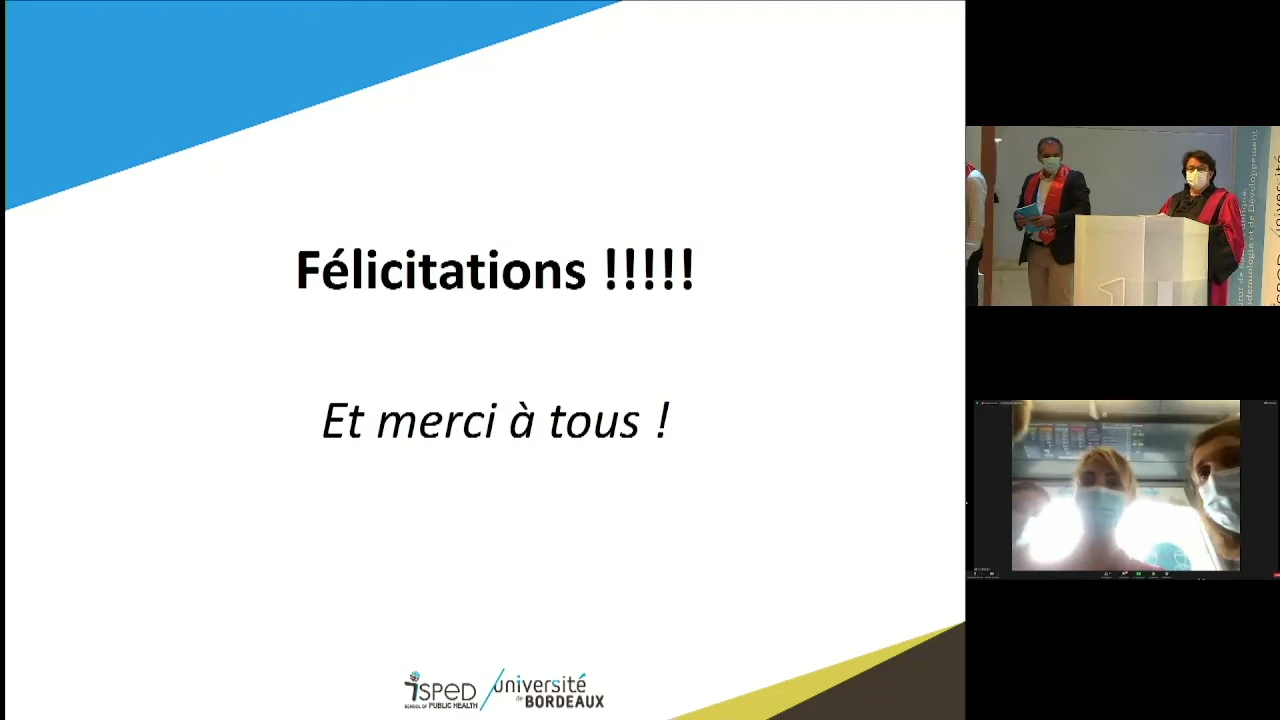 Félicitations !!!!!
Et merci à tous !
isped
SCHOOL OF PUBLIC HEALTH
université
de BORDEAUX